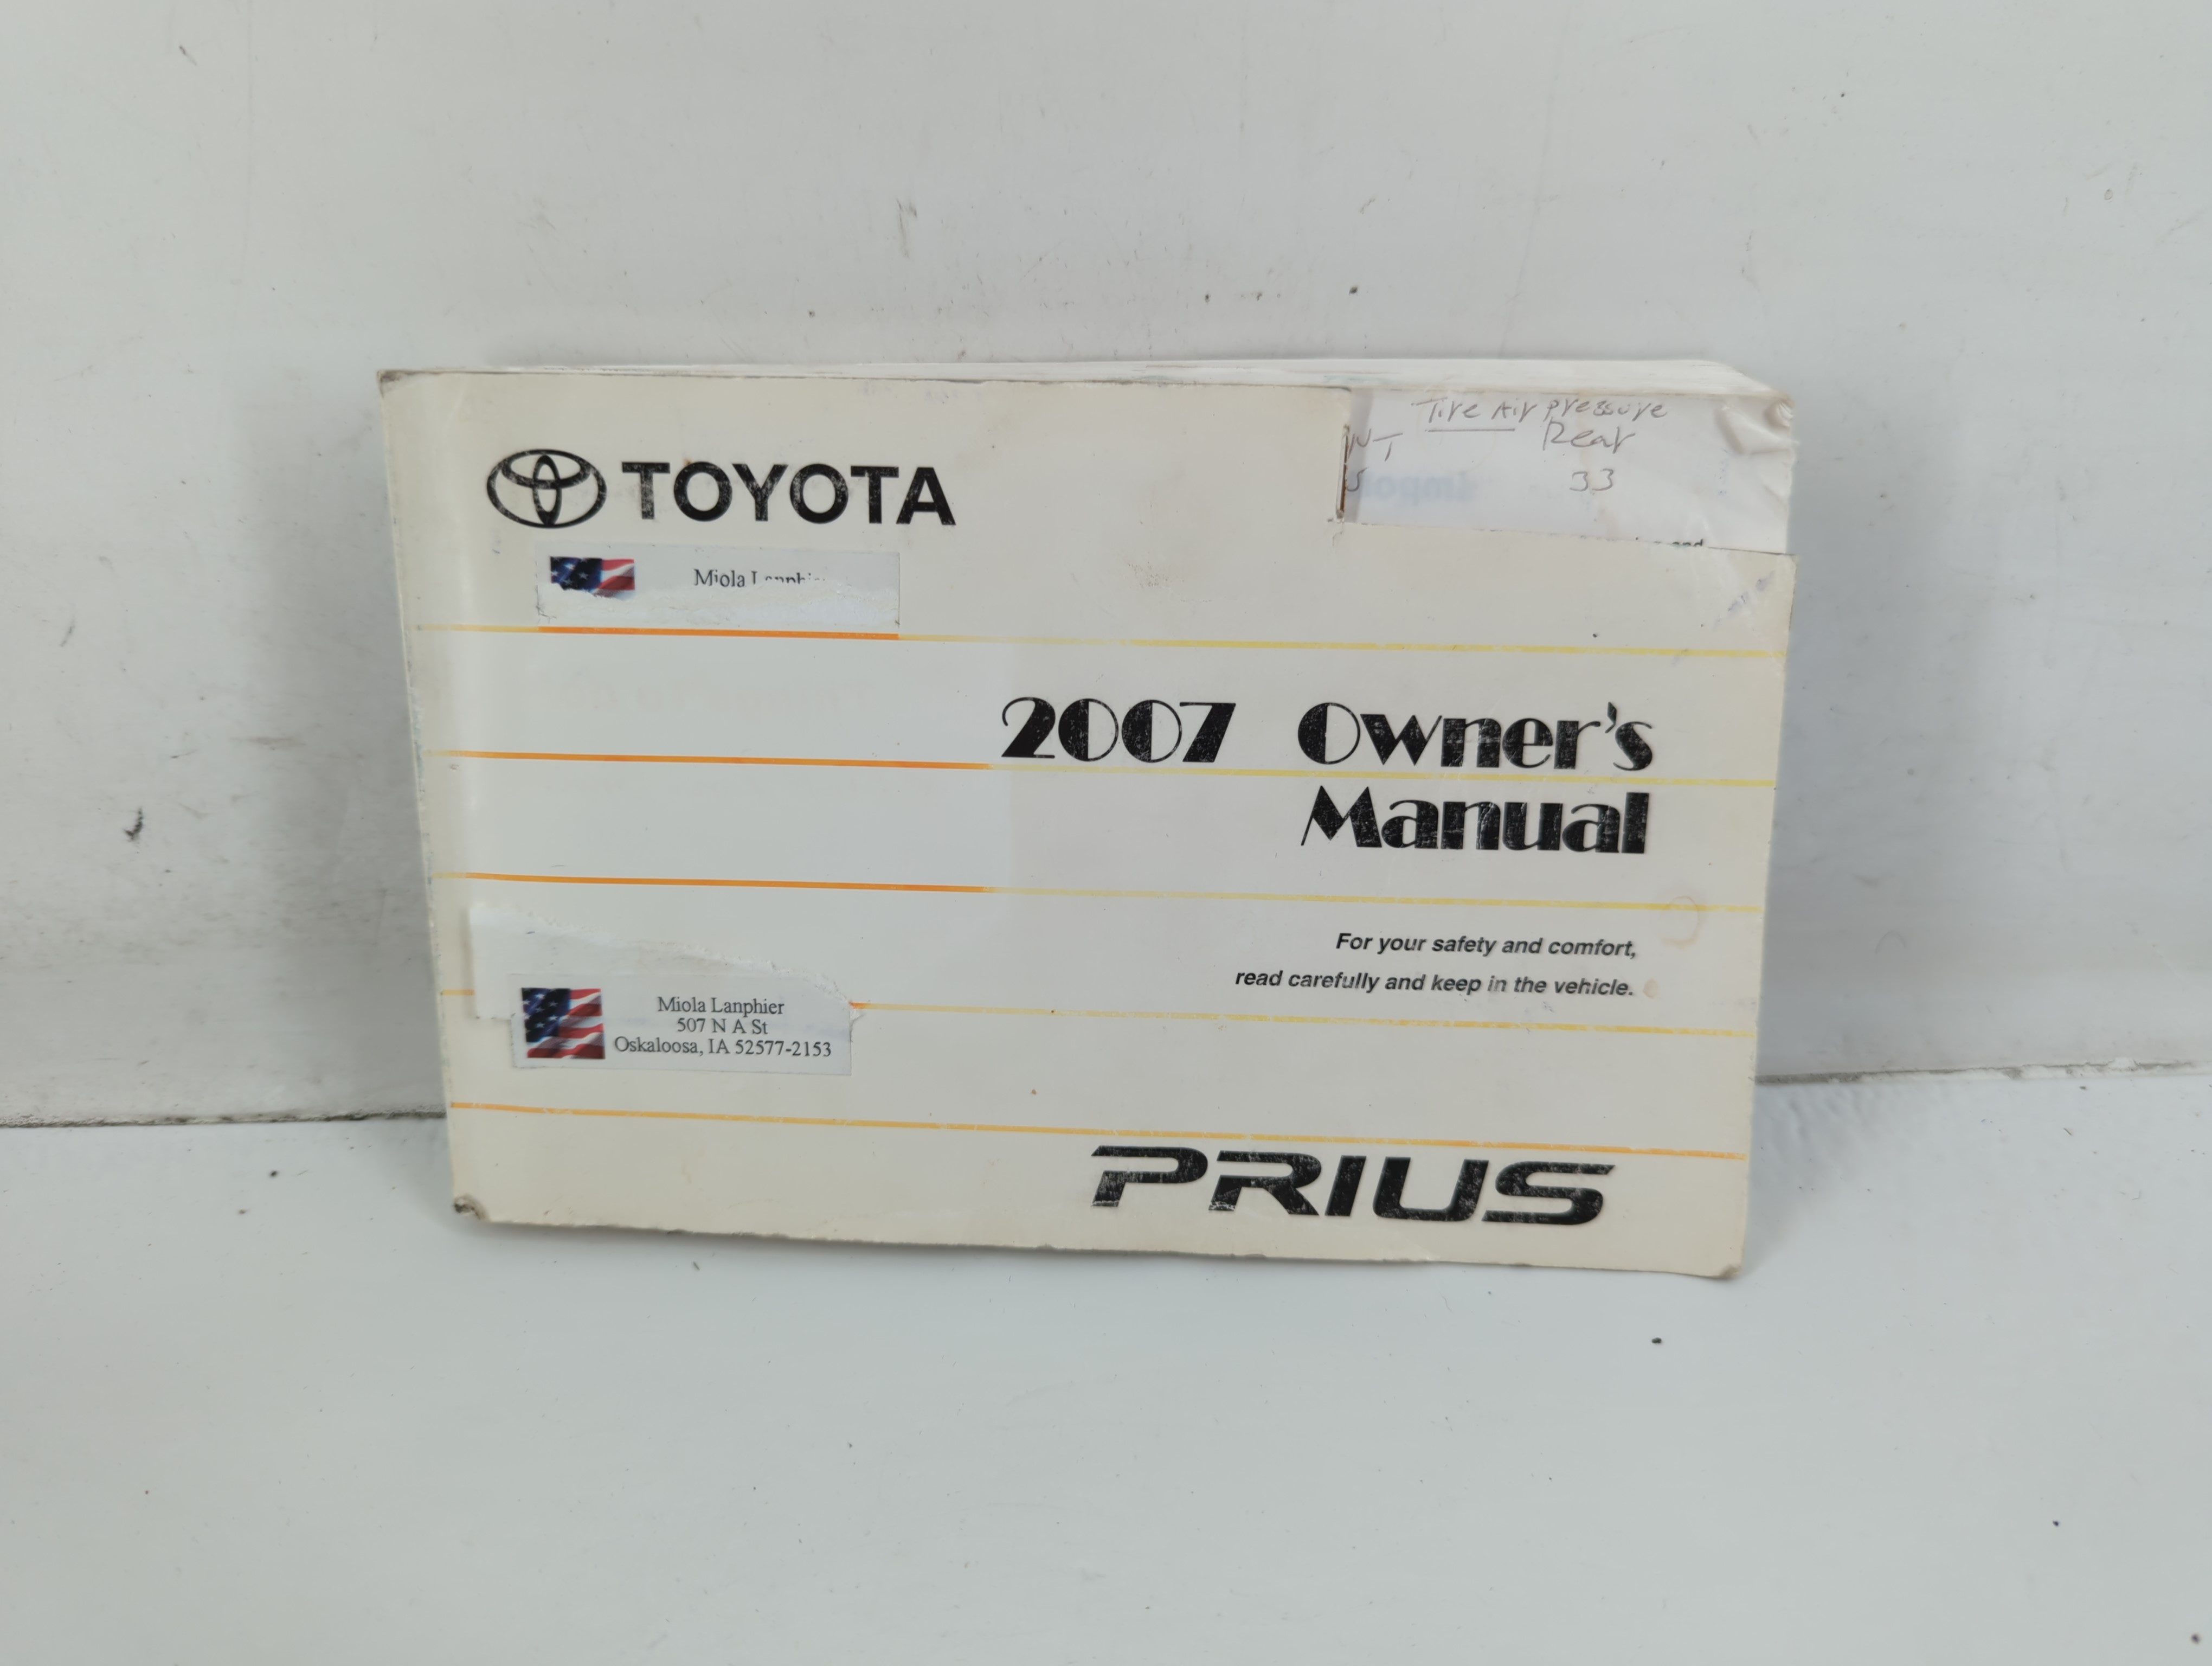 TOYOTA
Tire Air pressure
Rear
33
Miola
2007 Owner's
Manual
For your safety and comfort,
read carefully and keep in the vehicle.
Miola Lanphier
507 N A St
Oskaloosa, IA 52577-2153
PRIUS